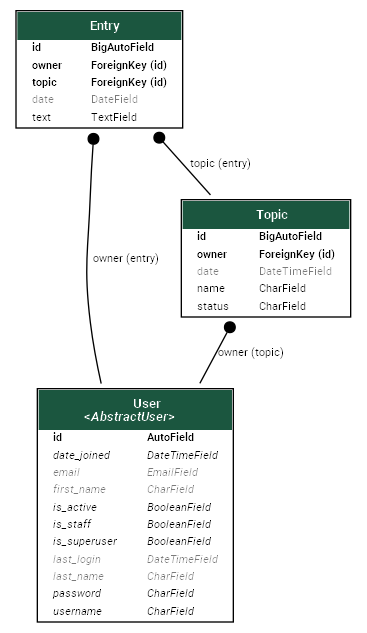 Entry
id BigAutoField
owner ForeignKey (id)
topic ForeignKey (id)
date DateField
text TextField
topic (entry)
Topic
id BigAutoField
owner ForeignKey (id)
date DateTimeField
name CharField
status CharField
owner (entry)
owner (topic)
User
<AbstractUser>
id AutoField
date_joined DateTimeField
email EmailField
first_name CharField
is_active BooleanField
is_staff BooleanField
is_superuser BooleanField
last_login DateTimeField
last_name CharField
password CharField
username CharField